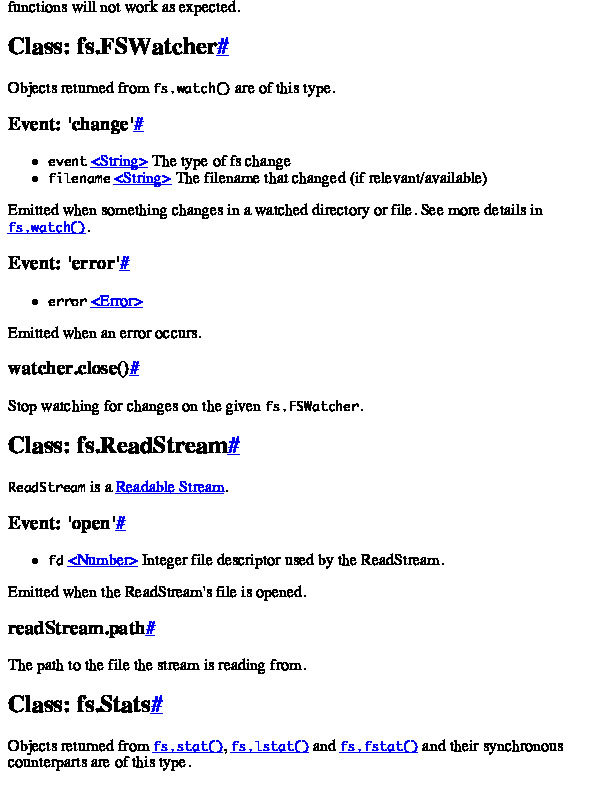 functions will not work as expected.
Class: fs.FSWatcher#
Objects returned from fs.watch() are of this type.
Event: 'change'#
• event <String> The type of fs change
• filename <String> The filename that changed (if relevant/available)
Emitted when something changes in a watched directory or file. See more details in
fs.watch().
Event: 'error'#
• error <Error>
Emitted when an error occurs.
watcher.close()#
Stop watching for changes on the given fs.FSWatcher.
Class: fs.ReadStream#
ReadStream is a Readable Stream.
Event: 'open'#
• fd <Number> Integer file descriptor used by the ReadStream.
Emitted when the ReadStream's file is opened.
readStream.path#
The path to the file the stream is reading from.
Class: fs.Stats#
Objects returned from fs.stat(), fs.lstat() and fs.fstat() and their synchronous
counterparts are of this type.